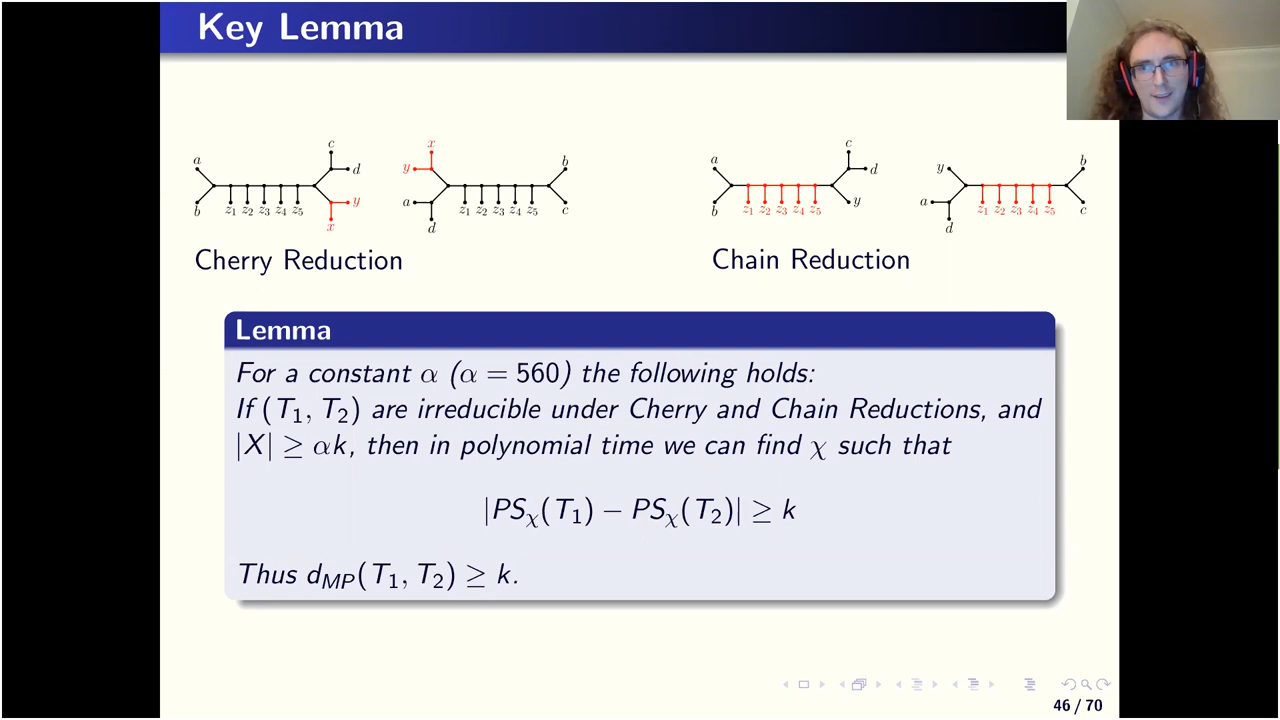 Key Lemma
a
b
z1 z2 z3 z4 z5
c
d
y
x
x
y
a
d
z1 z2 z3 z4 z5
b
c
Cherry Reduction
a
b
z1 z2 z3 z4 z5
c
d
y
y
a
d
z1 z2 z3 z4 z5
b
c
Chain Reduction
Lemma
For a constant α (α = 560) the following holds:
If (T1, T2) are irreducible under Cherry and Chain Reductions, and
|X| ≥ αk, then in polynomial time we can find χ such that
|PSχ(T1) − PSχ(T2)| ≥ k
Thus dMP(T1, T2) ≥ k.
46 / 70